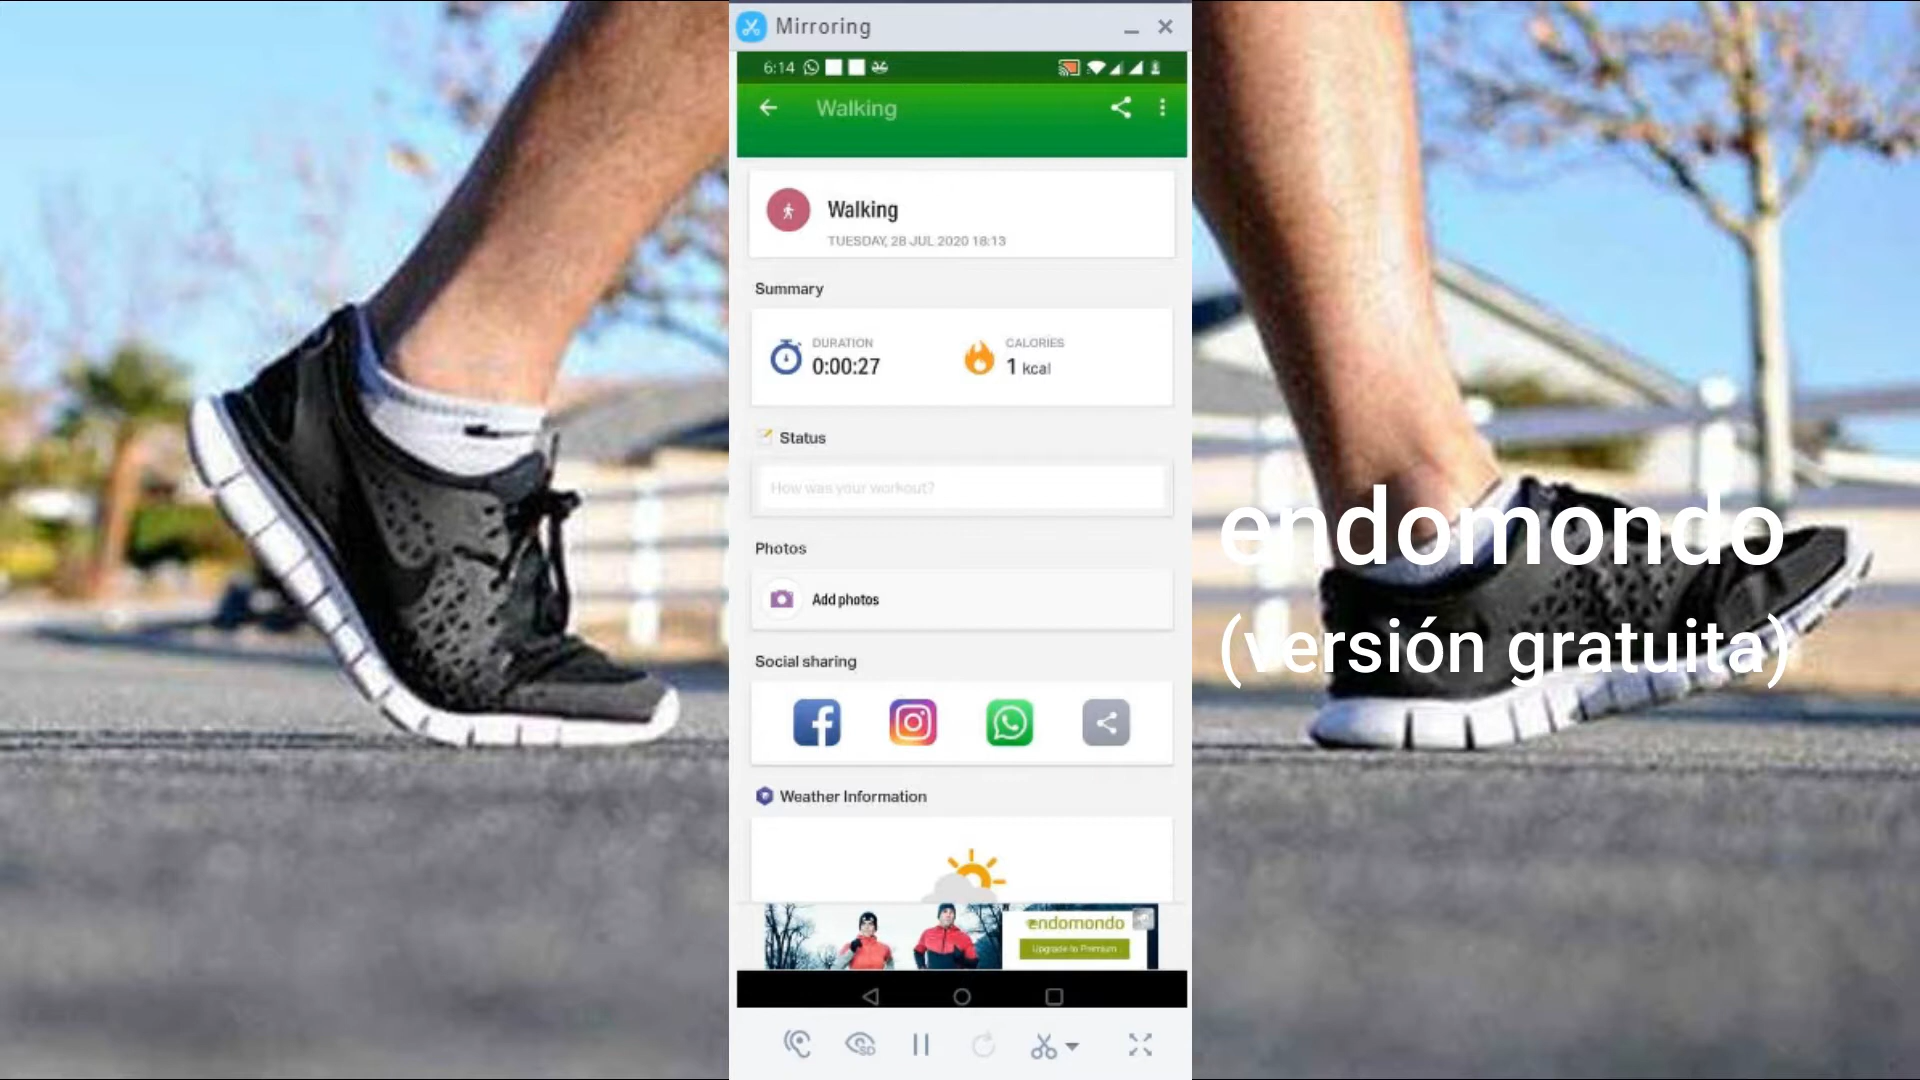 Mirroring
6:14
Walking
Walking
TUESDAY, 28 JUL 2020 18:13
Summary
DURATION
0:00:27
CALORIES
1 kcal
Status
How was your workout?
Photos
Add photos
Social sharing
Weather Information
endomondo
Upgrade to Premium
SD
endomondo
(versión gratuita)